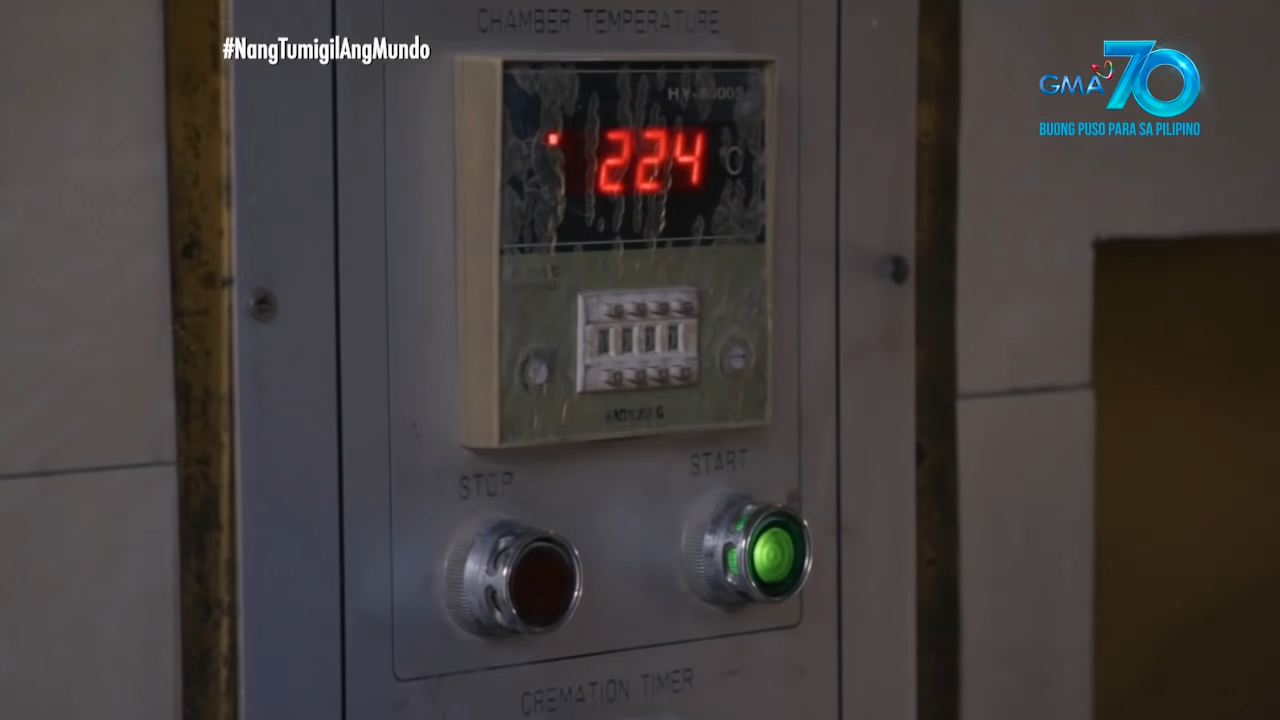 CHAMBER TEMPERATURE
#NangTumigilAngMundo
GMA 70
BUONG PUSO PARA SA PILIPINO
224 °C
STOP
START
CREMATION TIMER